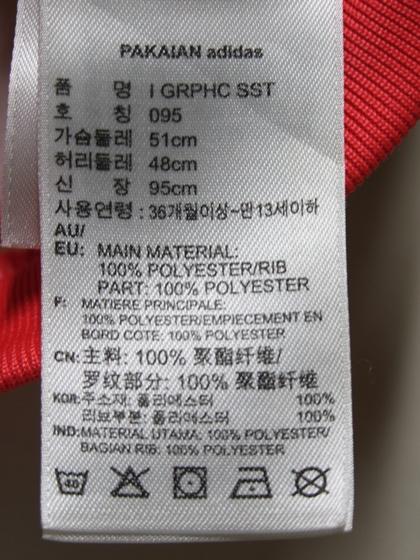 PAKAIAN adidas
품 명 I GRPHC SST
호 칭 095
가슴둘레 51cm
허리둘레 48cm
신 장 95cm
사용연령 : 36개월이상~만13세이하
AU/
EU: MAIN MATERIAL:
100% POLYESTER/RIB
PART: 100% POLYESTER
F: MATIERE PRINCIPALE:
100% POLYESTER/EMPIECEMENT EN
BORD COTE: 100% POLYESTER
CN: 主料: 100% 聚酯纤维/
罗纹部分: 100% 聚酯纤维
KOR: 주소재: 폴리에스터 100%
리브부분: 폴리에스터 100%
IND: MATERIAL UTAMA: 100% POLYESTER/
BAGIAN RIB: 100% POLYESTER
40